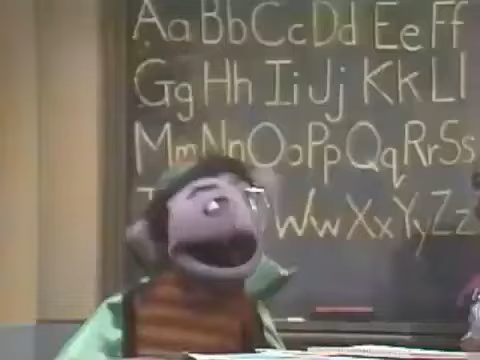 Aa Bb Cc Dd Ee Ff
Gg Hh Ii Jj Kk Ll
Mm Nn Oo Pp Qq Rr Ss
T Ww Xx Yy Zz